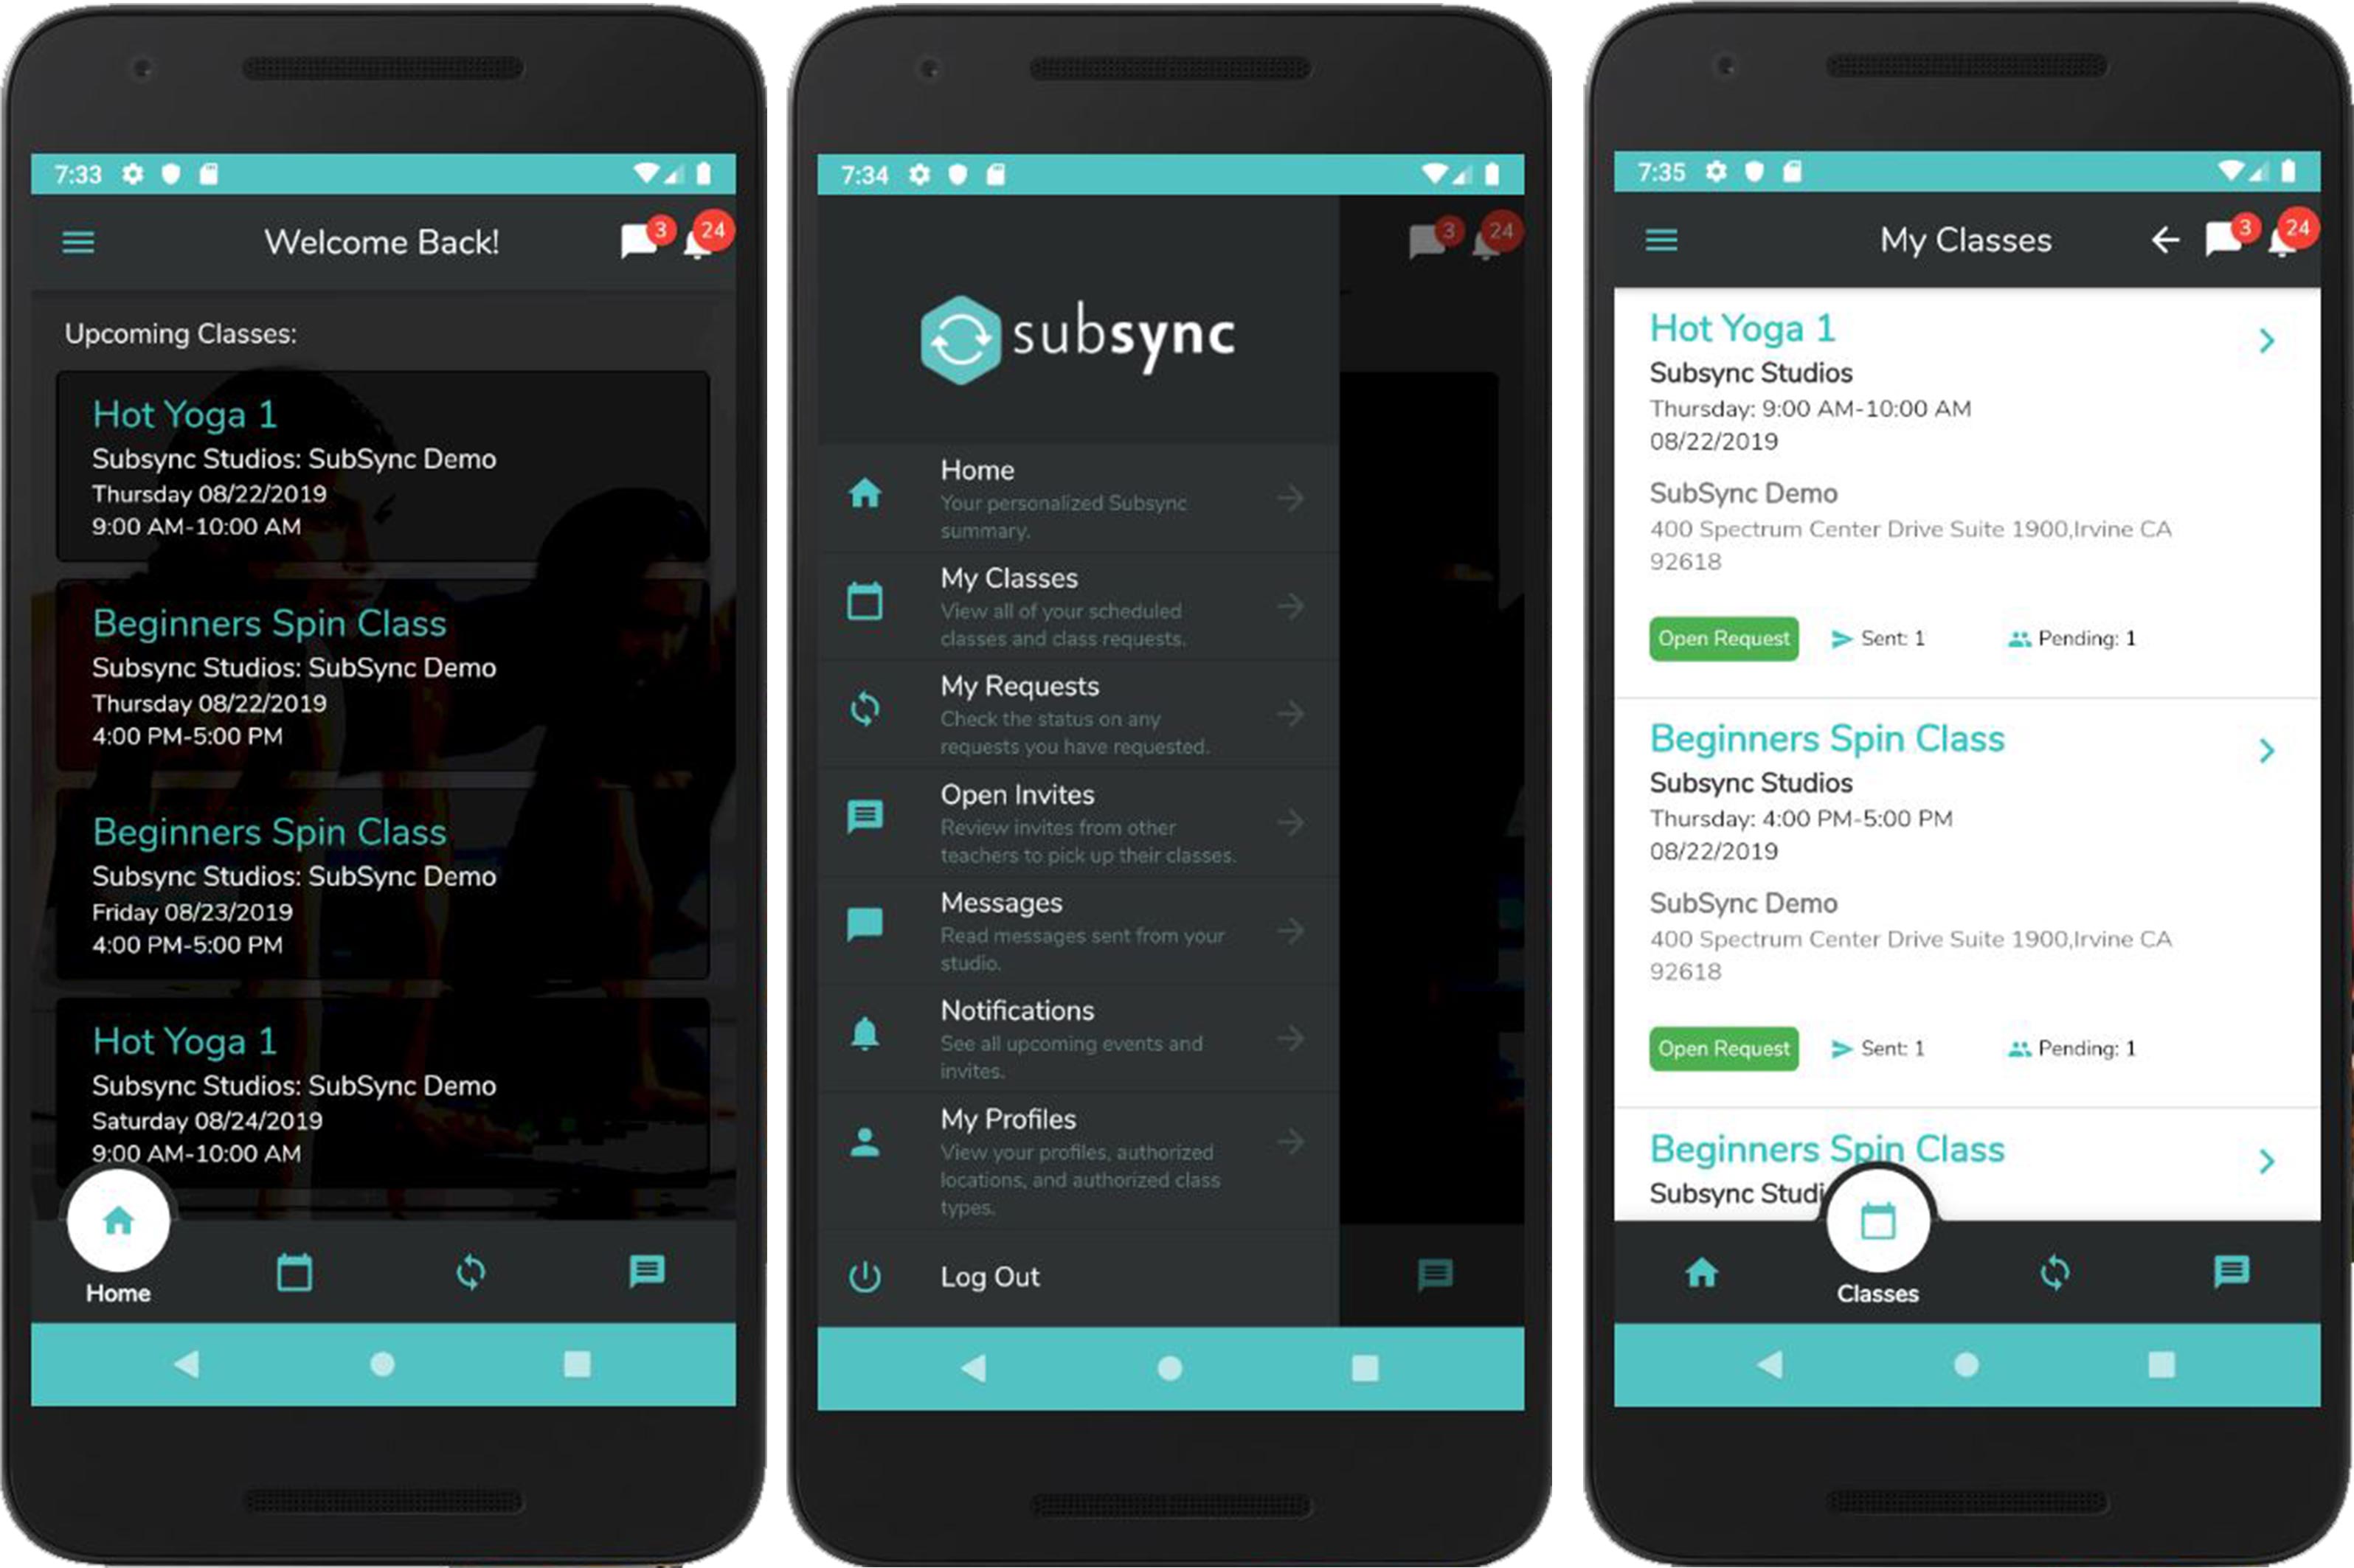 7:33
Welcome Back!
3
24
Upcoming Classes:
Hot Yoga 1
Subsync Studios: SubSync Demo
Thursday 08/22/2019
9:00 AM-10:00 AM
Beginners Spin Class
Subsync Studios: SubSync Demo
Thursday 08/22/2019
4:00 PM-5:00 PM
Beginners Spin Class
Subsync Studios: SubSync Demo
Friday 08/23/2019
4:00 PM-5:00 PM
Hot Yoga 1
Subsync Studios: SubSync Demo
Saturday 08/24/2019
9:00 AM-10:00 AM
Home
7:34
3
24
subsync
Home
Your personalized Subsync
summary.
My Classes
View all of your scheduled
classes and class requests.
My Requests
Check the status on any
requests you have requested.
Open Invites
Review invites from other
teachers to pick up their classes.
Messages
Read messages sent from your
studio.
Notifications
See all upcoming events and
invites.
My Profiles
View your profiles, authorized
locations, and authorized class
types.
Log Out
7:35
My Classes
3
24
Hot Yoga 1
Subsync Studios
Thursday: 9:00 AM-10:00 AM
08/22/2019
SubSync Demo
400 Spectrum Center Drive Suite 1900,Irvine CA
92618
Open Request
Sent: 1
Pending: 1
Beginners Spin Class
Subsync Studios
Thursday: 4:00 PM-5:00 PM
08/22/2019
SubSync Demo
400 Spectrum Center Drive Suite 1900,Irvine CA
92618
Open Request
Sent: 1
Pending: 1
Beginners Spin Class
Subsync Studi
Classes